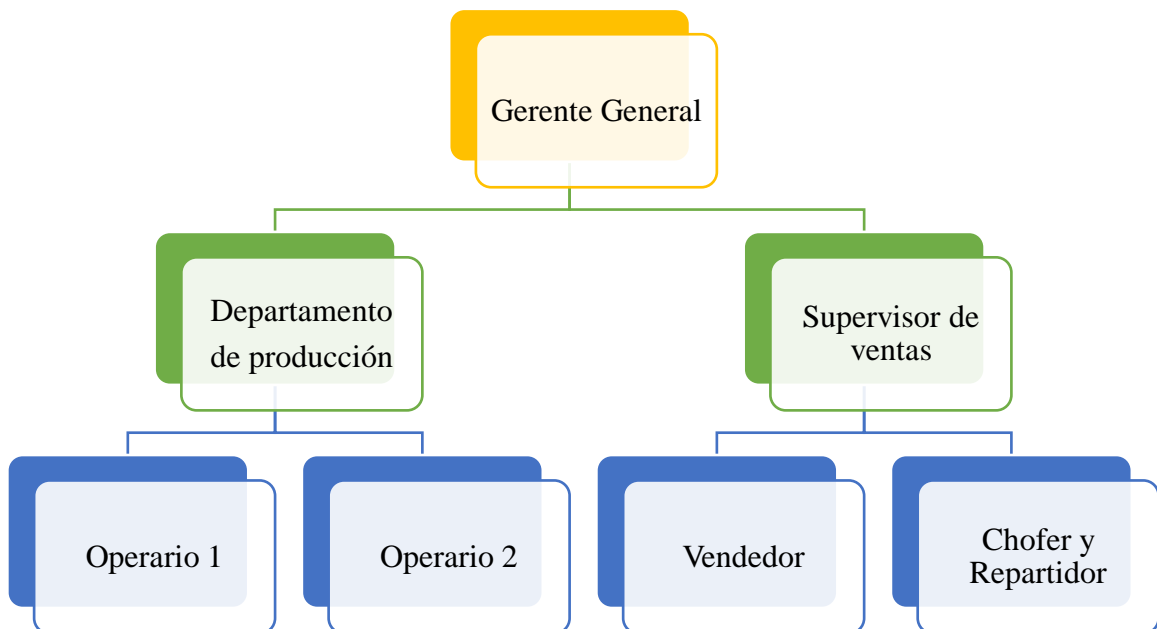 Gerente General
Departamento
de producción
Supervisor de
ventas
Operario 1
Operario 2
Vendedor
Chofer y
Repartidor